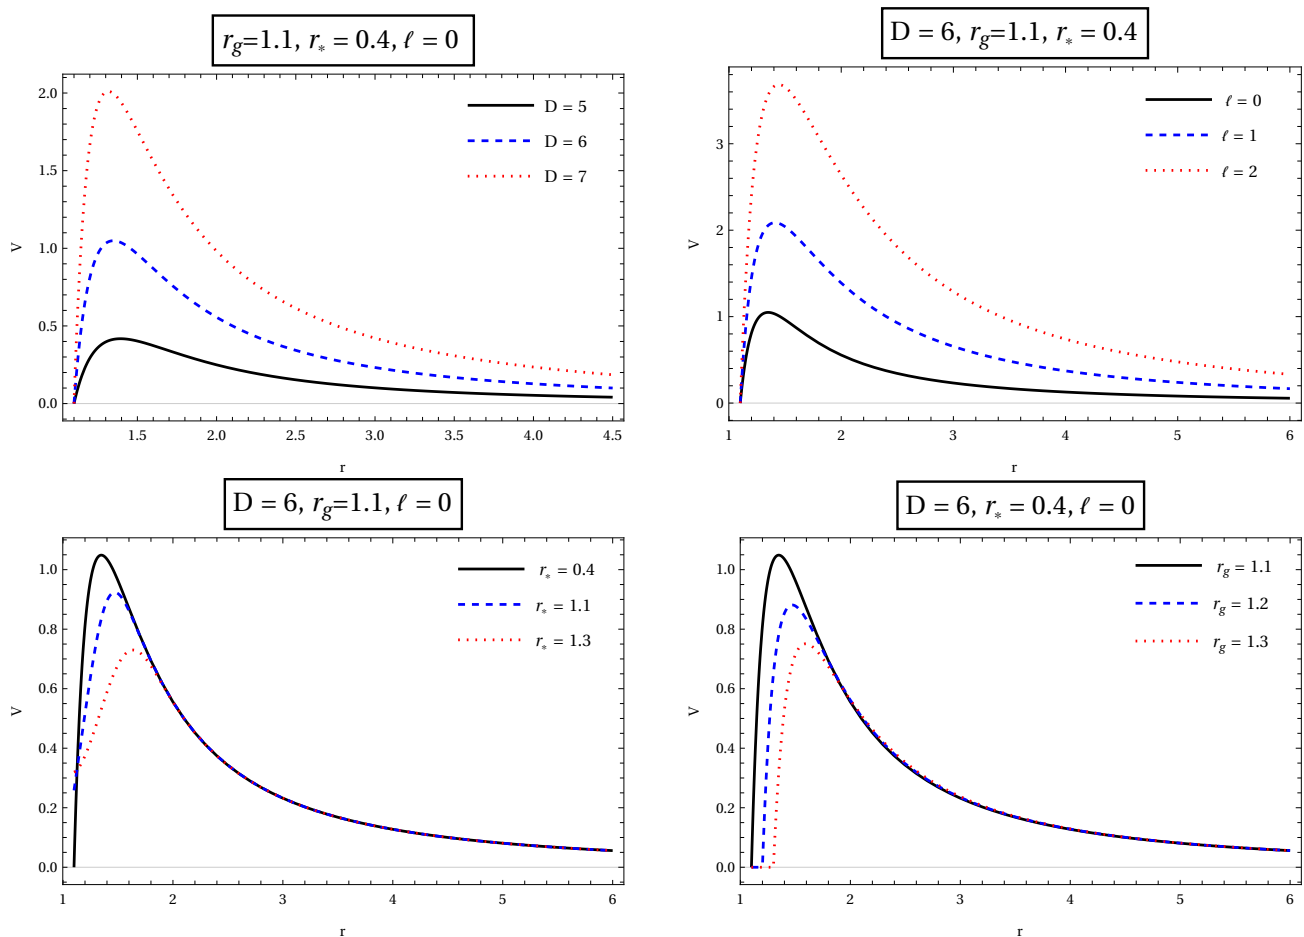 r_g=1.1, r_* = 0.4, ℓ = 0
2.0
1.5
1.0
0.5
0.0
V
D = 5
D = 6
D = 7
1.5 2.0 2.5 3.0 3.5 4.0 4.5
r
D = 6, r_g=1.1, r_* = 0.4
3
2
1
0
V
ℓ = 0
ℓ = 1
ℓ = 2
1 2 3 4 5 6
r
D = 6, r_g=1.1, ℓ = 0
1.0
0.8
0.6
0.4
0.2
0.0
V
r_* = 0.4
r_* = 1.1
r_* = 1.3
1 2 3 4 5 6
r
D = 6, r_* = 0.4, ℓ = 0
1.0
0.8
0.6
0.4
0.2
0.0
V
r_g = 1.1
r_g = 1.2
r_g = 1.3
1 2 3 4 5 6
r